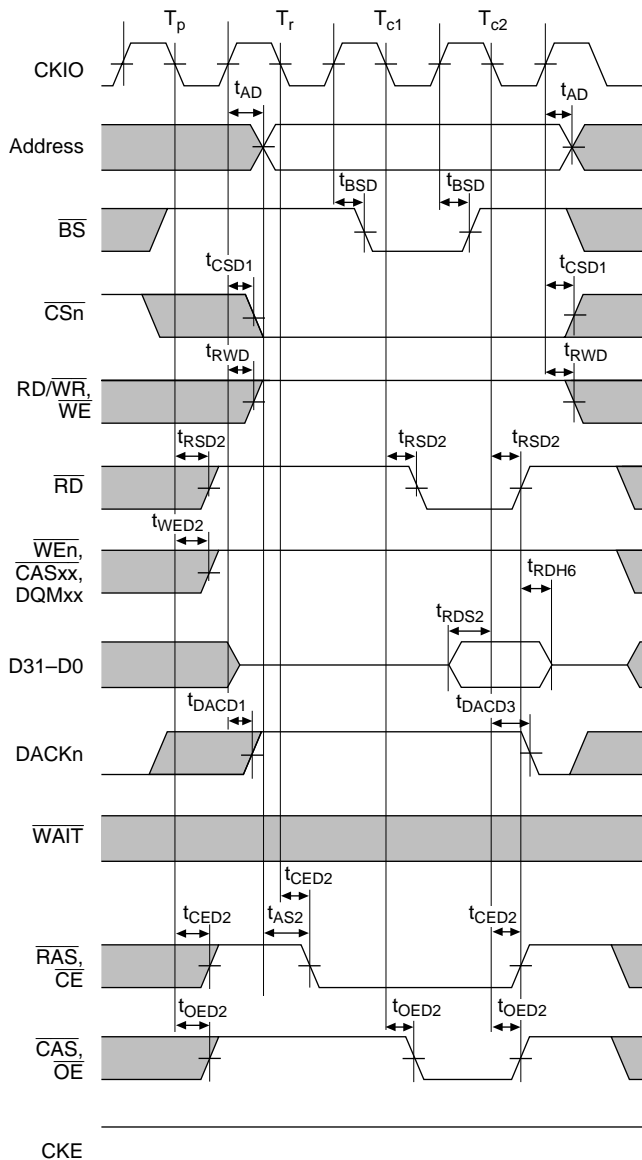 Tp Tr Tc1 Tc2
CKIO
tAD tAD
Address
tBSD tBSD
BS
tCSD1 tCSD1
CSn
tRWD tRWD
RD/WR,
WE
tRSD2 tRSD2 tRSD2
RD
tWED2
WEn,
CASxx,
DQMxx
tRDH6
tRDS2
D31–D0
tDACD1 tDACD3
DACKn
WAIT
tCED2
tCED2 tAS2 tCED2
RAS,
CE
tOED2 tOED2 tOED2
CAS,
OE
CKE